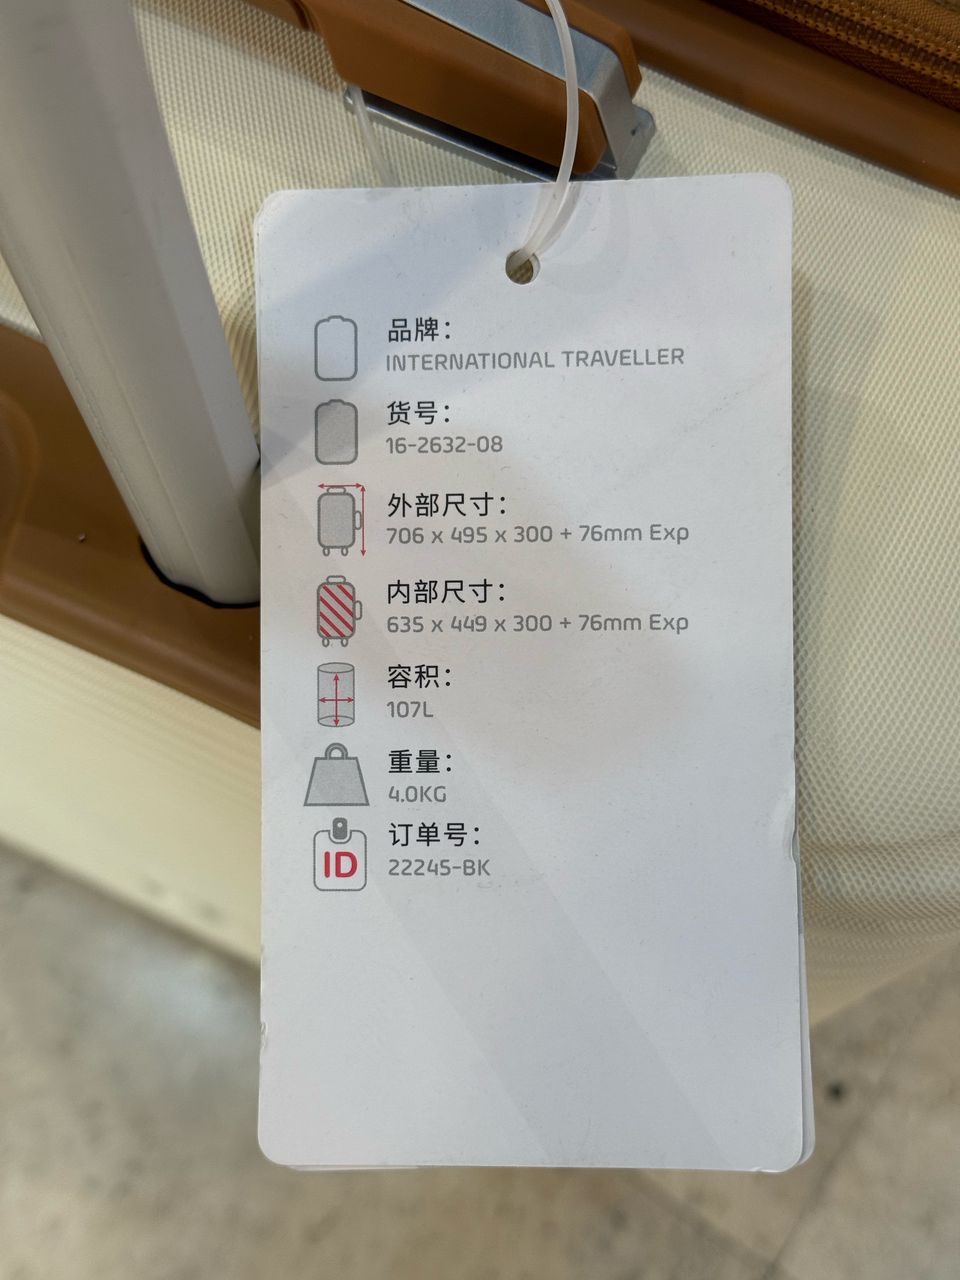 品牌：
INTERNATIONAL TRAVELLER
货号：
16-2632-08
外部尺寸：
706 x 495 x 300 + 76mm Exp
内部尺寸：
635 x 449 x 300 + 76mm Exp
容积：
107L
重量：
4.0KG
订单号：
ID
22245-BK